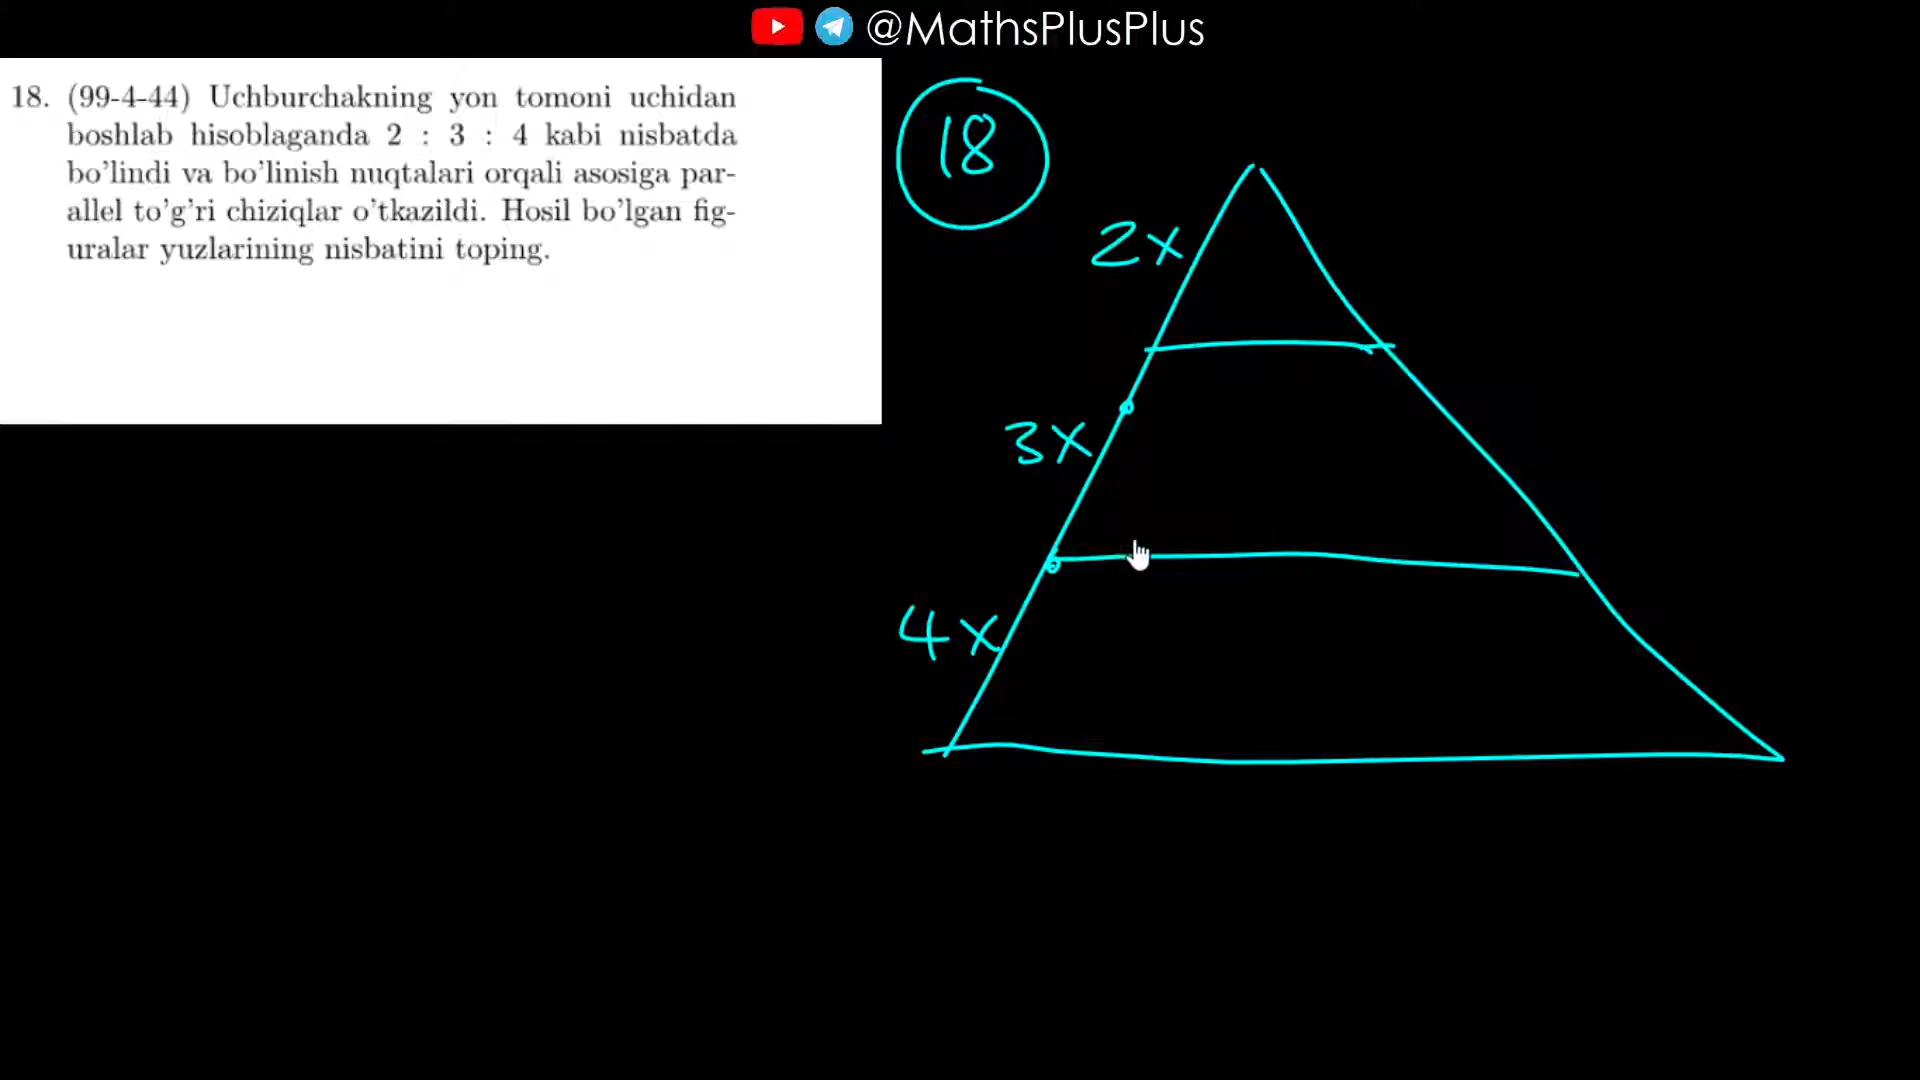 @MathsPlusPlus
18. (99-4-44) Uchburchakning yon tomoni uchidan
boshlab hisoblaganda 2 : 3 : 4 kabi nisbatda
bo'lindi va bo'linish nuqtalari orqali asosiga par-
allel to'g'ri chiziqlar o'tkazildi. Hosil bo'lgan fig-
uralar yuzlarining nisbatini toping.
18
2x
3x
4x